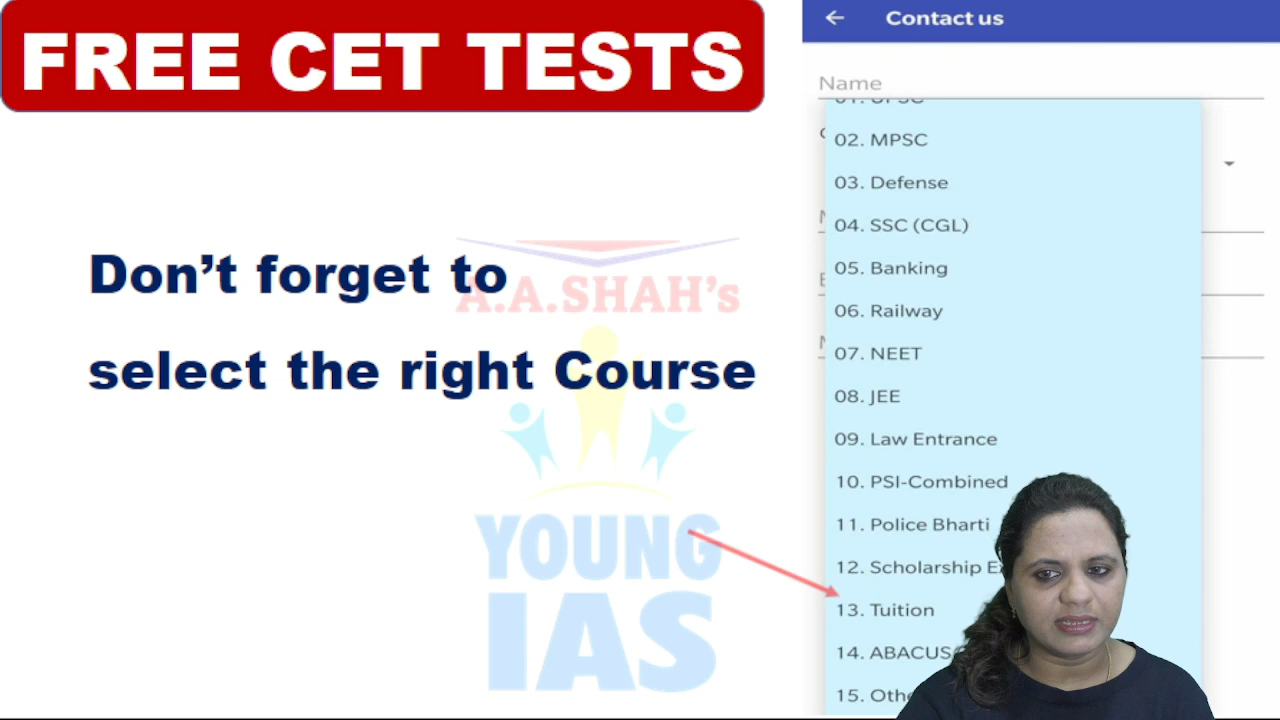 FREE CET TESTS
Don’t forget to
select the right Course
A.A.SHAH's
YOUNG
IAS
Contact us
Name
02. MPSC
03. Defense
04. SSC (CGL)
05. Banking
06. Railway
07. NEET
08. JEE
09. Law Entrance
10. PSI-Combined
11. Police Bharti
12. Scholarship
13. Tuition
14. ABACUS
15.